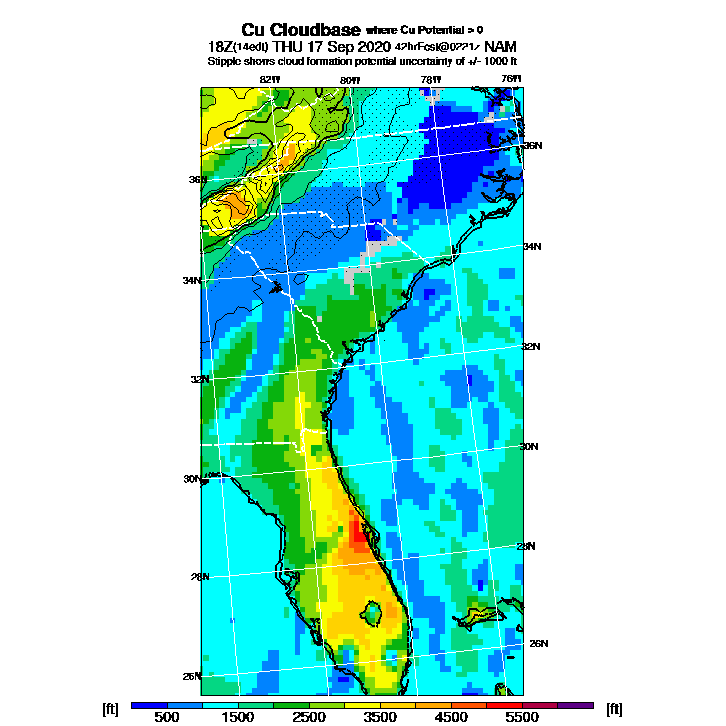 Cu Cloudbase where Cu Potential > 0
18Z(14edt) THU 17 Sep 2020 42hrFcst@0221z NAM
Stipple shows cloud formation potential uncertainty of +/- 1000 ft
82W 80W 78W 76W
36N
36N
34N
34N
32N
32N
30N
30N
28N
28N
26N
26N
[ft] 500 1500 2500 3500 4500 5500 [ft]